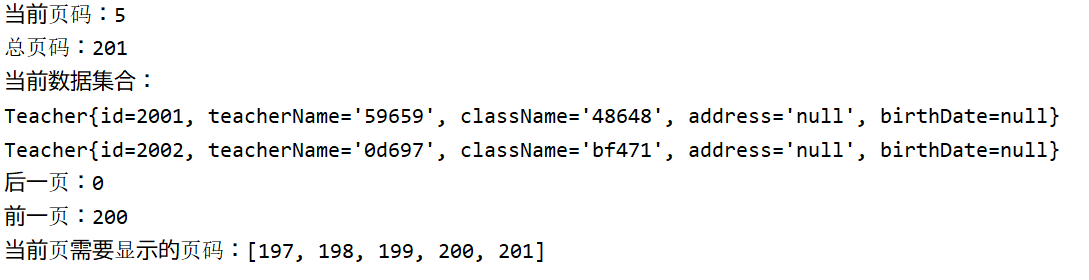 当前页码：5
总页码：201
当前数据集合：
Teacher{id=2001, teacherName='59659', className='48648', address='null', birthDate=null}
Teacher{id=2002, teacherName='0d697', className='bf471', address='null', birthDate=null}
后一页：0
前一页：200
当前页需要显示的页码：[197, 198, 199, 200, 201]